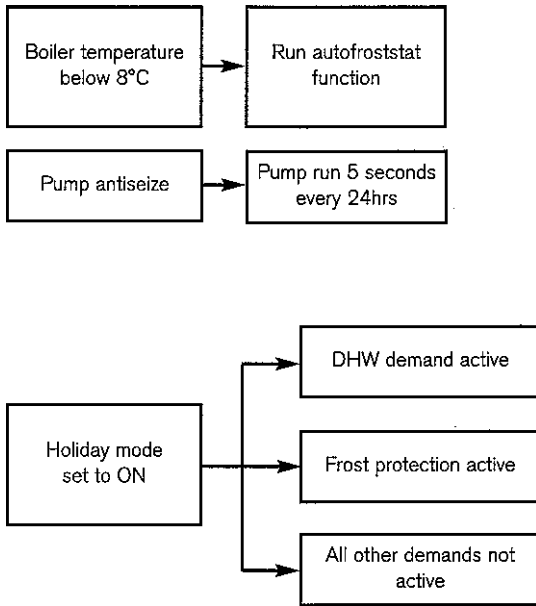 Boiler temperature
below 8°C
Run autofroststat
function
Pump antiseize
Pump run 5 seconds
every 24hrs
DHW demand active
Holiday mode
set to ON
Frost protection active
All other demands not
active